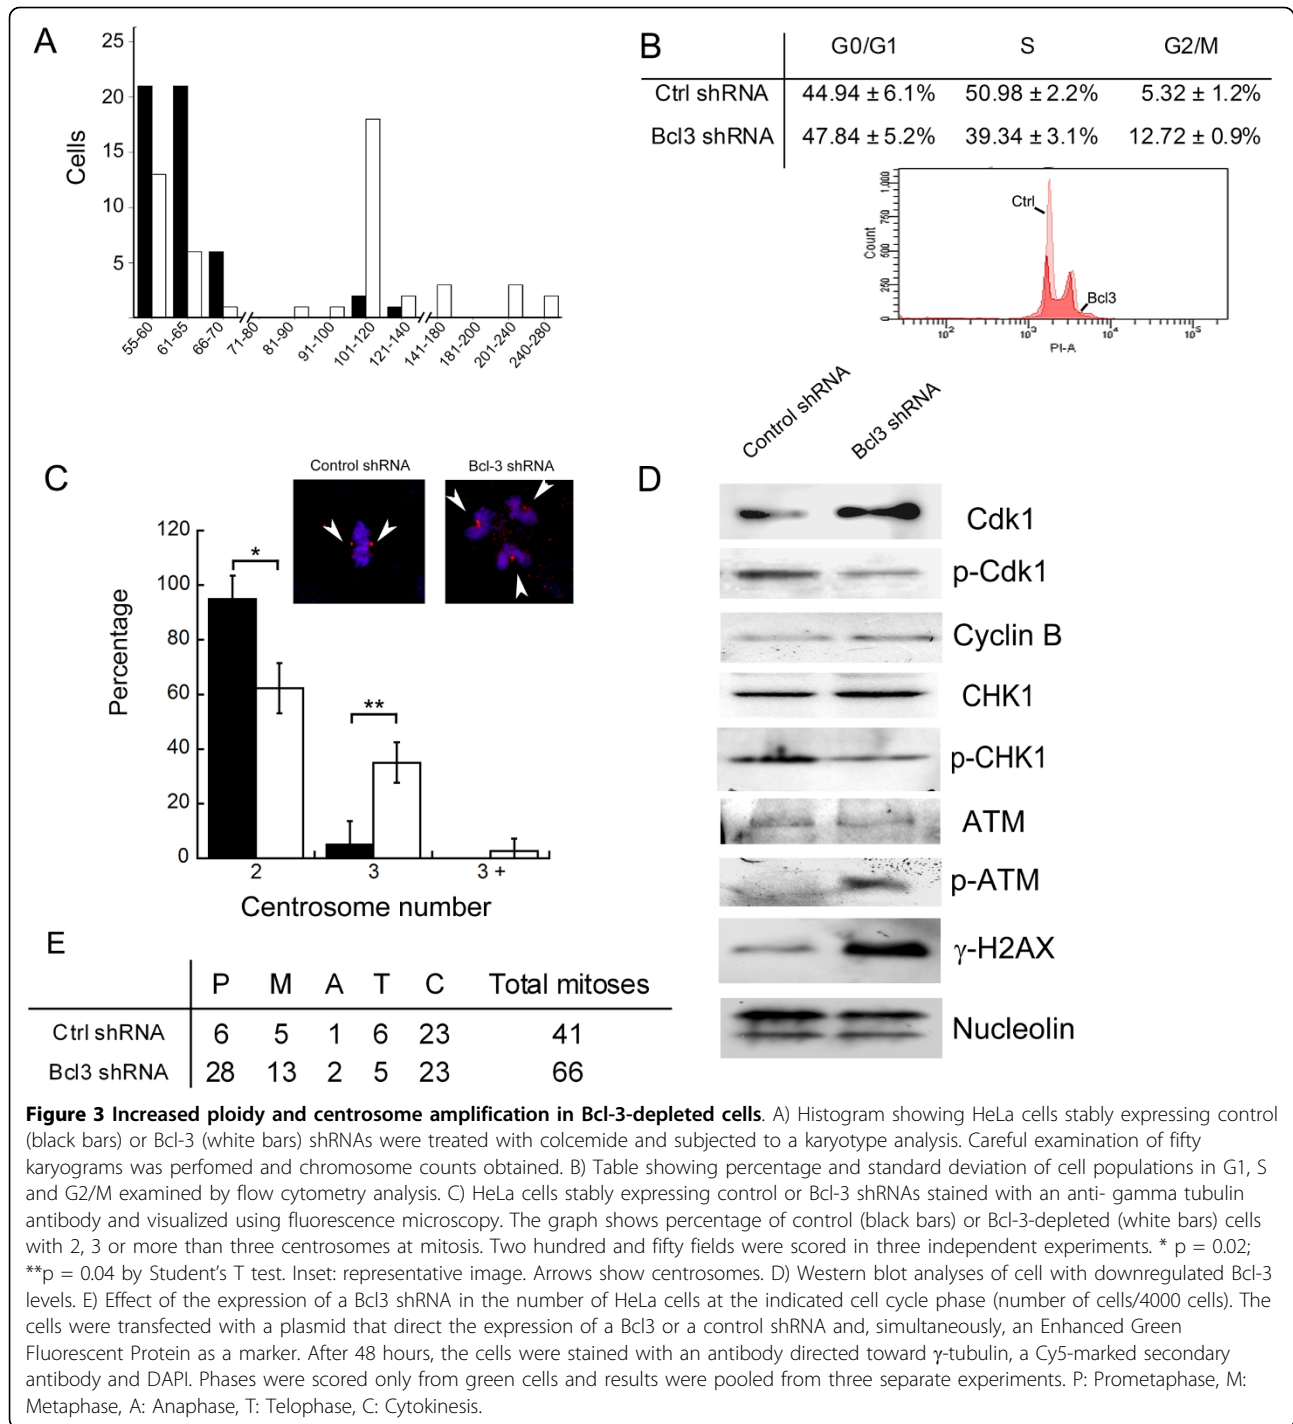 A
25
20
15
10
5
Cells
55-60
61-65
66-70
71-80
81-90
91-100
101-120
121-140
141-180
181-200
201-240
240-280
B
G0/G1 S G2/M
Ctrl shRNA 44.94 ± 6.1% 50.98 ± 2.2% 5.32 ± 1.2%
Bcl3 shRNA 47.84 ± 5.2% 39.34 ± 3.1% 12.72 ± 0.9%
Count
1,000
750
500
250
0
Ctrl
Bcl3
10² 10³ 10⁴ 10⁵
PI-A
C
Control shRNA
Bcl-3 shRNA
120
100
80
60
40
20
0
Percentage
*
**
2 3 3 +
Centrosome number
D
Control shRNA
Bcl3 shRNA
Cdk1
p-Cdk1
Cyclin B
CHK1
p-CHK1
ATM
p-ATM
γ-H2AX
Nucleolin
E
P M A T C Total mitoses
Ctrl shRNA 6 5 1 6 23 41
Bcl3 shRNA 28 13 2 5 23 66
Figure 3 Increased ploidy and centrosome amplification in Bcl-3-depleted cells. A) Histogram showing HeLa cells stably expressing control
(black bars) or Bcl-3 (white bars) shRNAs were treated with colcemide and subjected to a karyotype analysis. Careful examination of fifty
karyograms was perfomed and chromosome counts obtained. B) Table showing percentage and standard deviation of cell populations in G1, S
and G2/M examined by flow cytometry analysis. C) HeLa cells stably expressing control or Bcl-3 shRNAs stained with an anti- gamma tubulin
antibody and visualized using fluorescence microscopy. The graph shows percentage of control (black bars) or Bcl-3-depleted (white bars) cells
with 2, 3 or more than three centrosomes at mitosis. Two hundred and fifty fields were scored in three independent experiments. * p = 0.02;
**p = 0.04 by Student's T test. Inset: representative image. Arrows show centrosomes. D) Western blot analyses of cell with downregulated Bcl-3
levels. E) Effect of the expression of a Bcl3 shRNA in the number of HeLa cells at the indicated cell cycle phase (number of cells/4000 cells). The
cells were transfected with a plasmid that direct the expression of a Bcl3 or a control shRNA and, simultaneously, an Enhanced Green
Fluorescent Protein as a marker. After 48 hours, the cells were stained with an antibody directed toward γ-tubulin, a Cy5-marked secondary
antibody and DAPI. Phases were scored only from green cells and results were pooled from three separate experiments. P: Prometaphase, M:
Metaphase, A: Anaphase, T: Telophase, C: Cytokinesis.